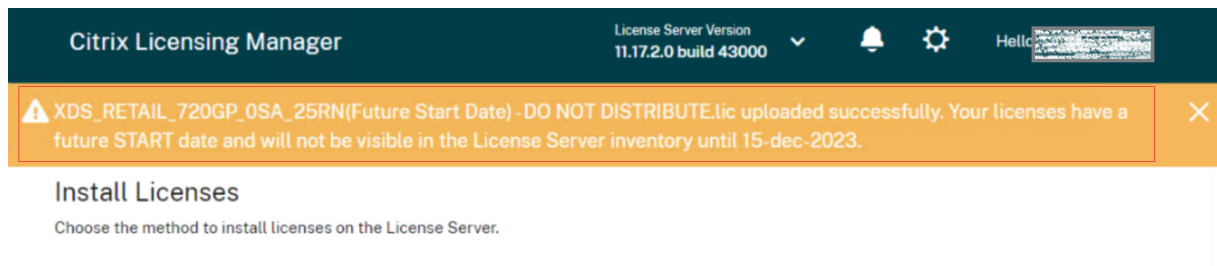 Citrix Licensing Manager
License Server Version
11.17.2.0 build 43000
Hello
XDS_RETAIL_720GP_0SA_25RN(Future Start Date) - DO NOT DISTRIBUTE.lic uploaded successfully. Your licenses have a
future START date and will not be visible in the License Server inventory until 15-dec-2023.
Install Licenses
Choose the method to install licenses on the License Server.